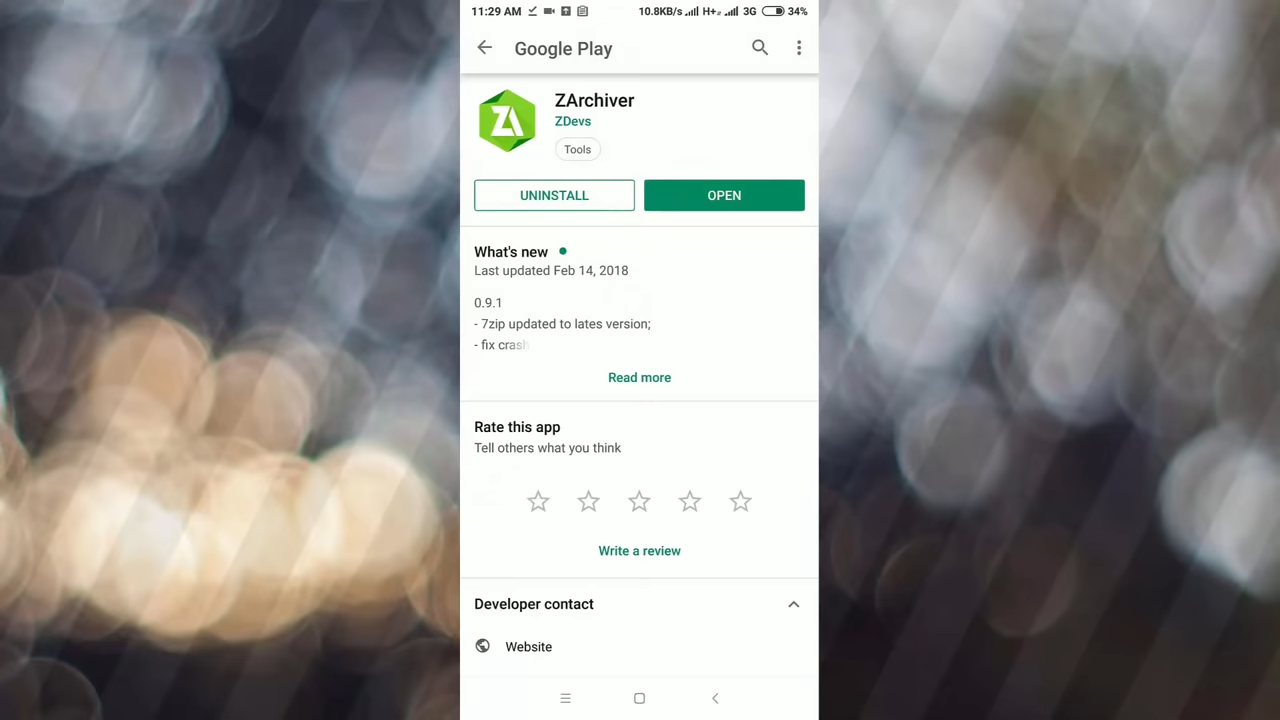 11:29 AM 10.8KB/s H+ 3G 34%
Google Play
ZArchiver
ZDevs
Tools
UNINSTALL OPEN
What's new
Last updated Feb 14, 2018
0.9.1
- 7zip updated to lates version;
- fix crash
Read more
Rate this app
Tell others what you think
Write a review
Developer contact
Website